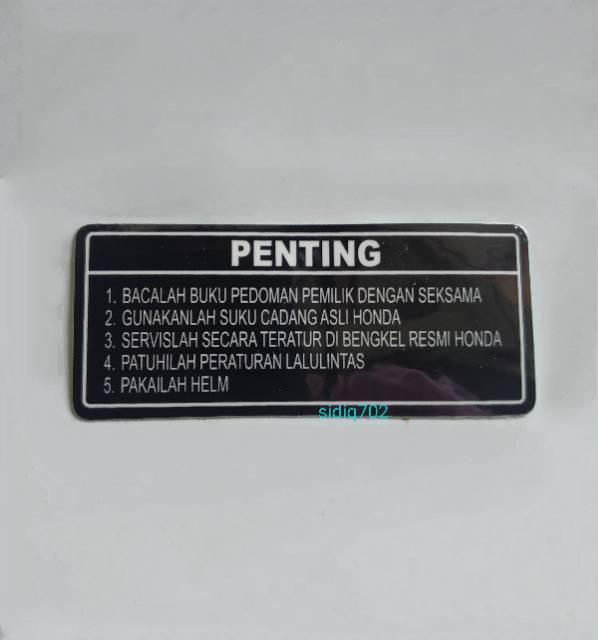 PENTING
1. BACALAH BUKU PEDOMAN PEMILIK DENGAN SEKSAMA
2. GUNAKANLAH SUKU CADANG ASLI HONDA
3. SERVISLAH SECARA TERATUR DI BENGKEL RESMI HONDA
4. PATUHILAH PERATURAN LALULINTAS
5. PAKAILAH HELM
sidiq702